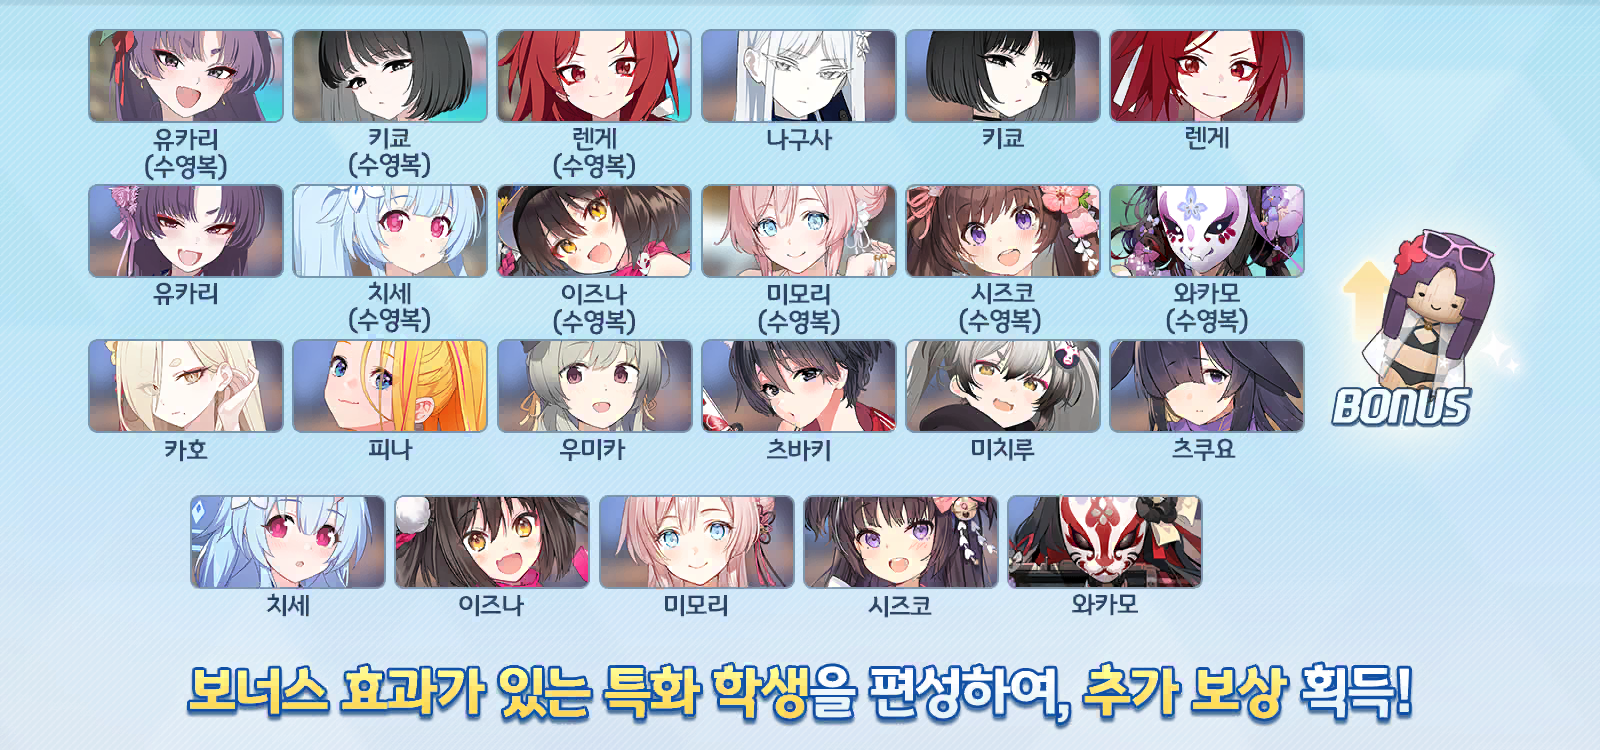 유카리
(수영복)
키쿄
(수영복)
렌게
(수영복)
나구사
키쿄
렌게
유카리
치세
(수영복)
이즈나
(수영복)
미모리
(수영복)
시즈코
(수영복)
와카모
(수영복)
카호
피나
우미카
츠바키
미치루
츠쿠요
BONUS
치세
이즈나
미모리
시즈코
와카모
보너스 효과가 있는 특화 학생을 편성하여, 추가 보상 획득!